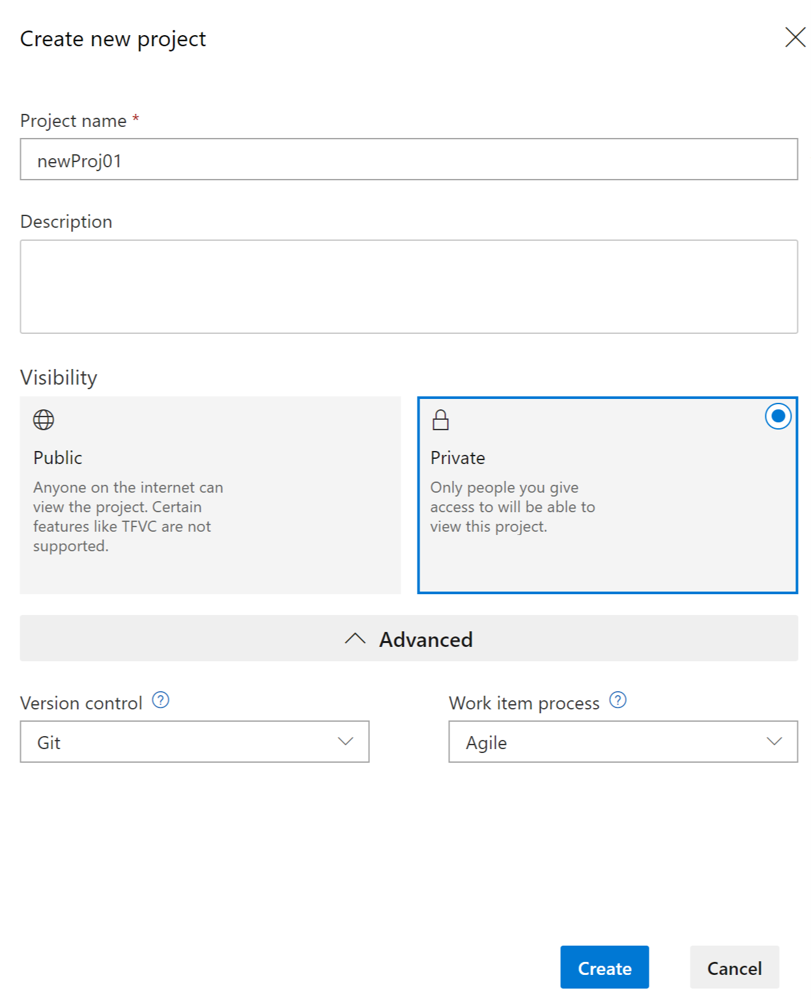 Create new project
Project name *
newProj01
Description
Visibility
Public
Anyone on the internet can
view the project. Certain
features like TFVC are not
supported.
Private
Only people you give
access to will be able to
view this project.
Advanced
Version control ?
Git
Work item process ?
Agile
Create
Cancel